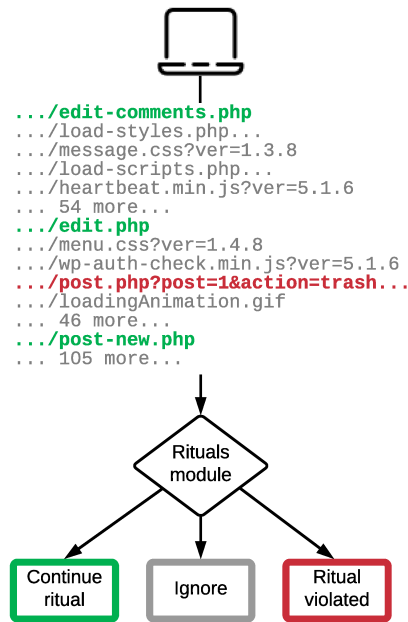 .../edit-comments.php
.../load-styles.php...
.../message.css?ver=1.3.8
.../load-scripts.php...
.../heartbeat.min.js?ver=5.1.6
... 54 more...
.../edit.php
.../menu.css?ver=1.4.8
.../wp-auth-check.min.js?ver=5.1.6
.../post.php?post=1&action=trash...
.../loadingAnimation.gif
... 46 more...
.../post-new.php
... 105 more...
Rituals
module
Continue
ritual
Ignore
Ritual
violated